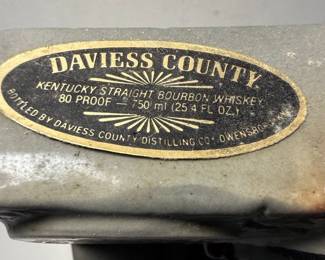 DAVIESS COUNTY
KENTUCKY STRAIGHT BOURBON WHISKEY
80 PROOF — 750 ml (25.4 FL OZ.)
BOTTLED BY DAVIESS COUNTY DISTILLING CO., OWENSBORO